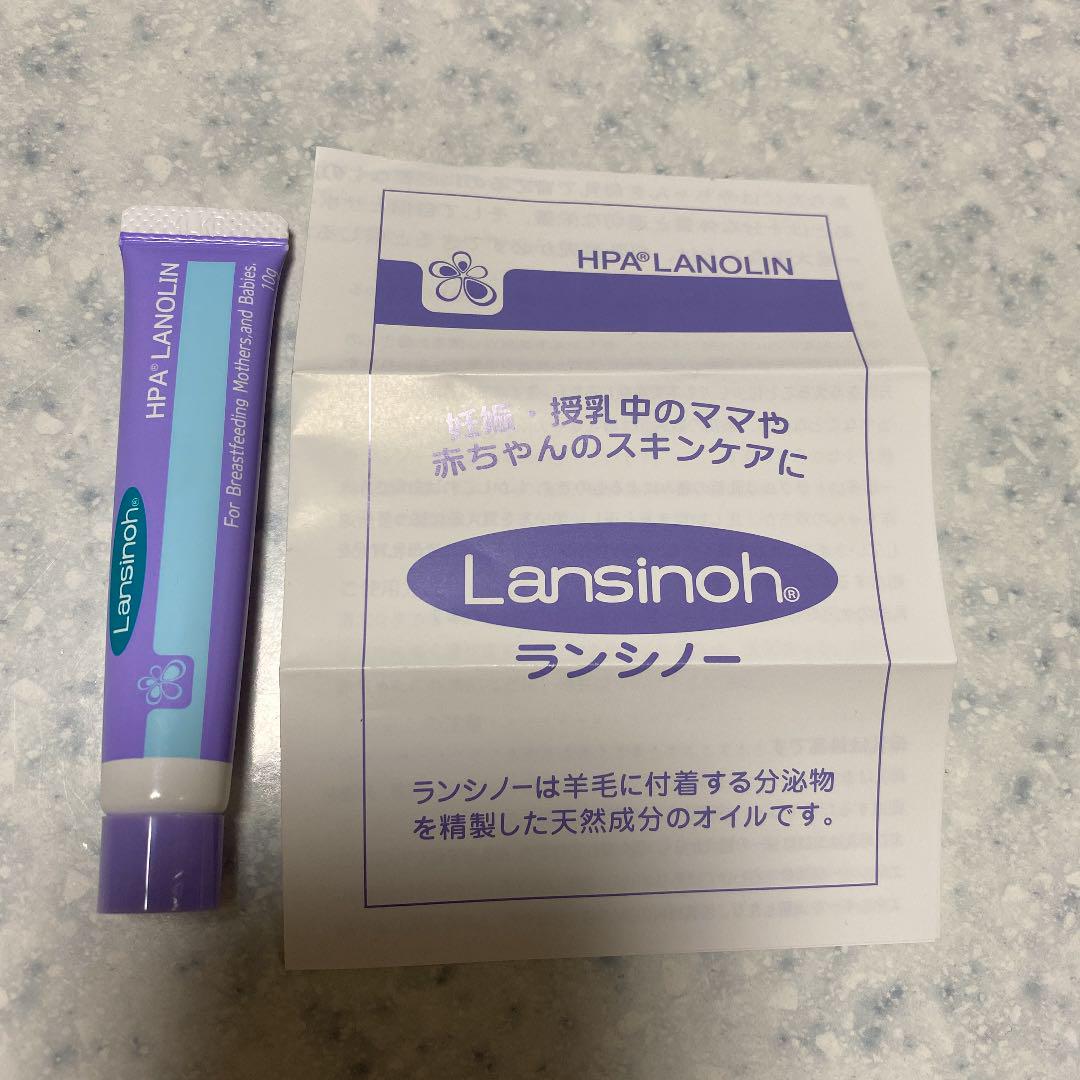 HPA® LANOLIN
For Breastfeeding Mothers,and Babies.
10g
Lansinoh®
HPA® LANOLIN
妊娠・授乳中のママや
赤ちゃんのスキンケアに
Lansinoh®
ランシノー
ランシノーは羊毛に付着する分泌物
を精製した天然成分のオイルです。